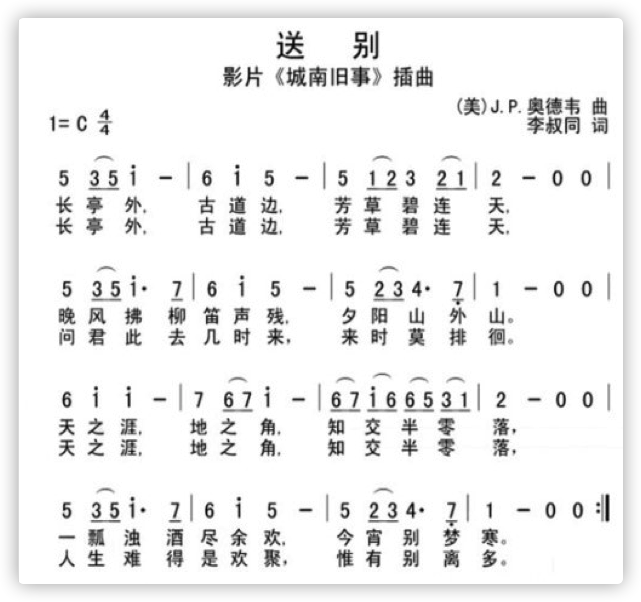 送 别
影片《城南旧事》插曲
(美)J.P.奥德韦 曲
1= C 4/4
李叔同 词
5 35 i - | 6 i 5 - | 5 12 3 21 | 2 - 0 0 |
长亭外, 古道边, 芳草碧连天,
长亭外, 古道边, 芳草碧连天,
5 35 i· 7 | 6 i 5 - | 5 23 4· 7 | 1 - 0 0 |
晚风拂柳笛声残, 夕阳山外山。
问君此去几时来, 来时莫排徊。
6 i i - | 7 67 i - | 67 i6 65 31 | 2 - 0 0 |
天之涯, 地之角, 知交半零落,
天之涯, 地之角, 知交半零落,
5 35 i· 7 | 6 i 5 - | 5 23 4· 7 | 1 - 0 0 :||
一瓢浊酒尽余欢, 今宵别梦寒。
人生难得是欢聚, 惟有别离多。